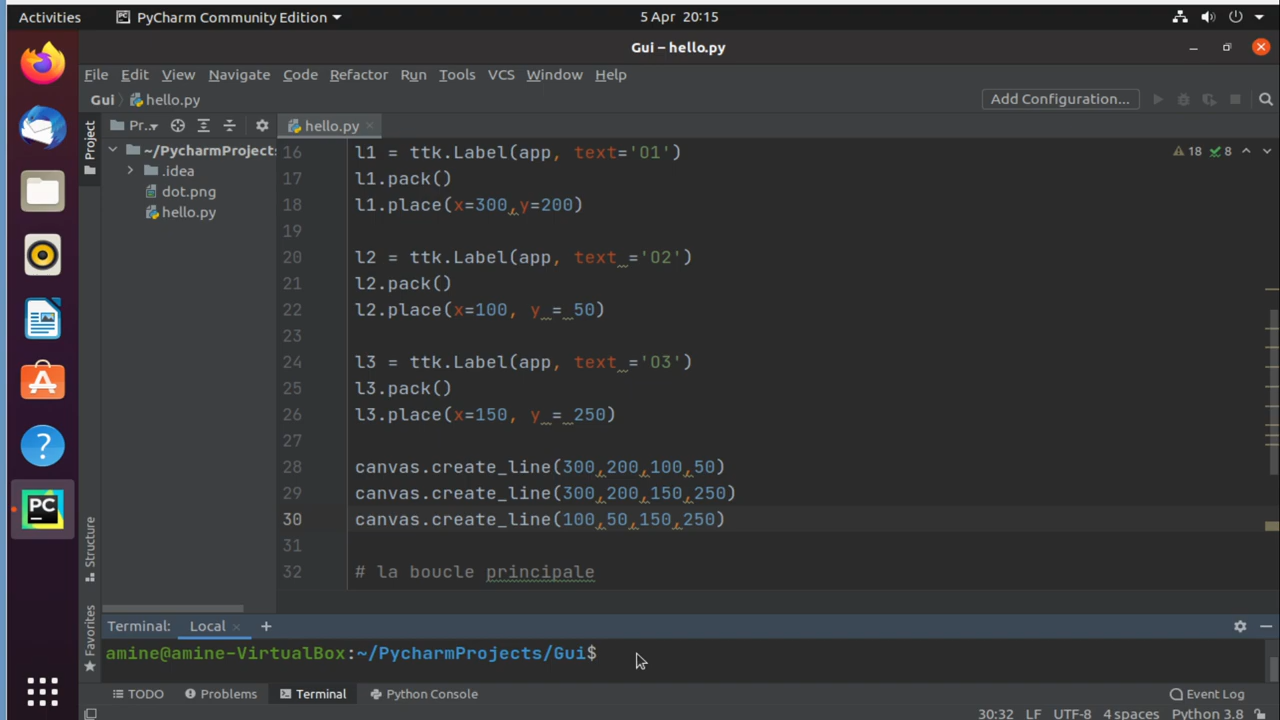 Activities PyCharm Community Edition 5 Apr 20:15
Gui – hello.py
File Edit View Navigate Code Refactor Run Tools VCS Window Help
Gui hello.py Add Configuration...
Project
Pr... hello.py
~/PycharmProjects
.idea
dot.png
hello.py
18 8
16 l1 = ttk.Label(app, text='O1')
17 l1.pack()
18 l1.place(x=300,y=200)
19
20 l2 = ttk.Label(app, text ='O2')
21 l2.pack()
22 l2.place(x=100, y = 50)
23
24 l3 = ttk.Label(app, text ='O3')
25 l3.pack()
26 l3.place(x=150, y = 250)
27
28 canvas.create_line(300,200,100,50)
29 canvas.create_line(300,200,150,250)
30 canvas.create_line(100,50,150,250)
31
32 # la boucle principale
Structure
Favorites
PC
Terminal: Local
amine@amine-VirtualBox:~/PycharmProjects/Gui$
TODO Problems Terminal Python Console Event Log
30:32 LF UTF-8 4 spaces Python 3.8